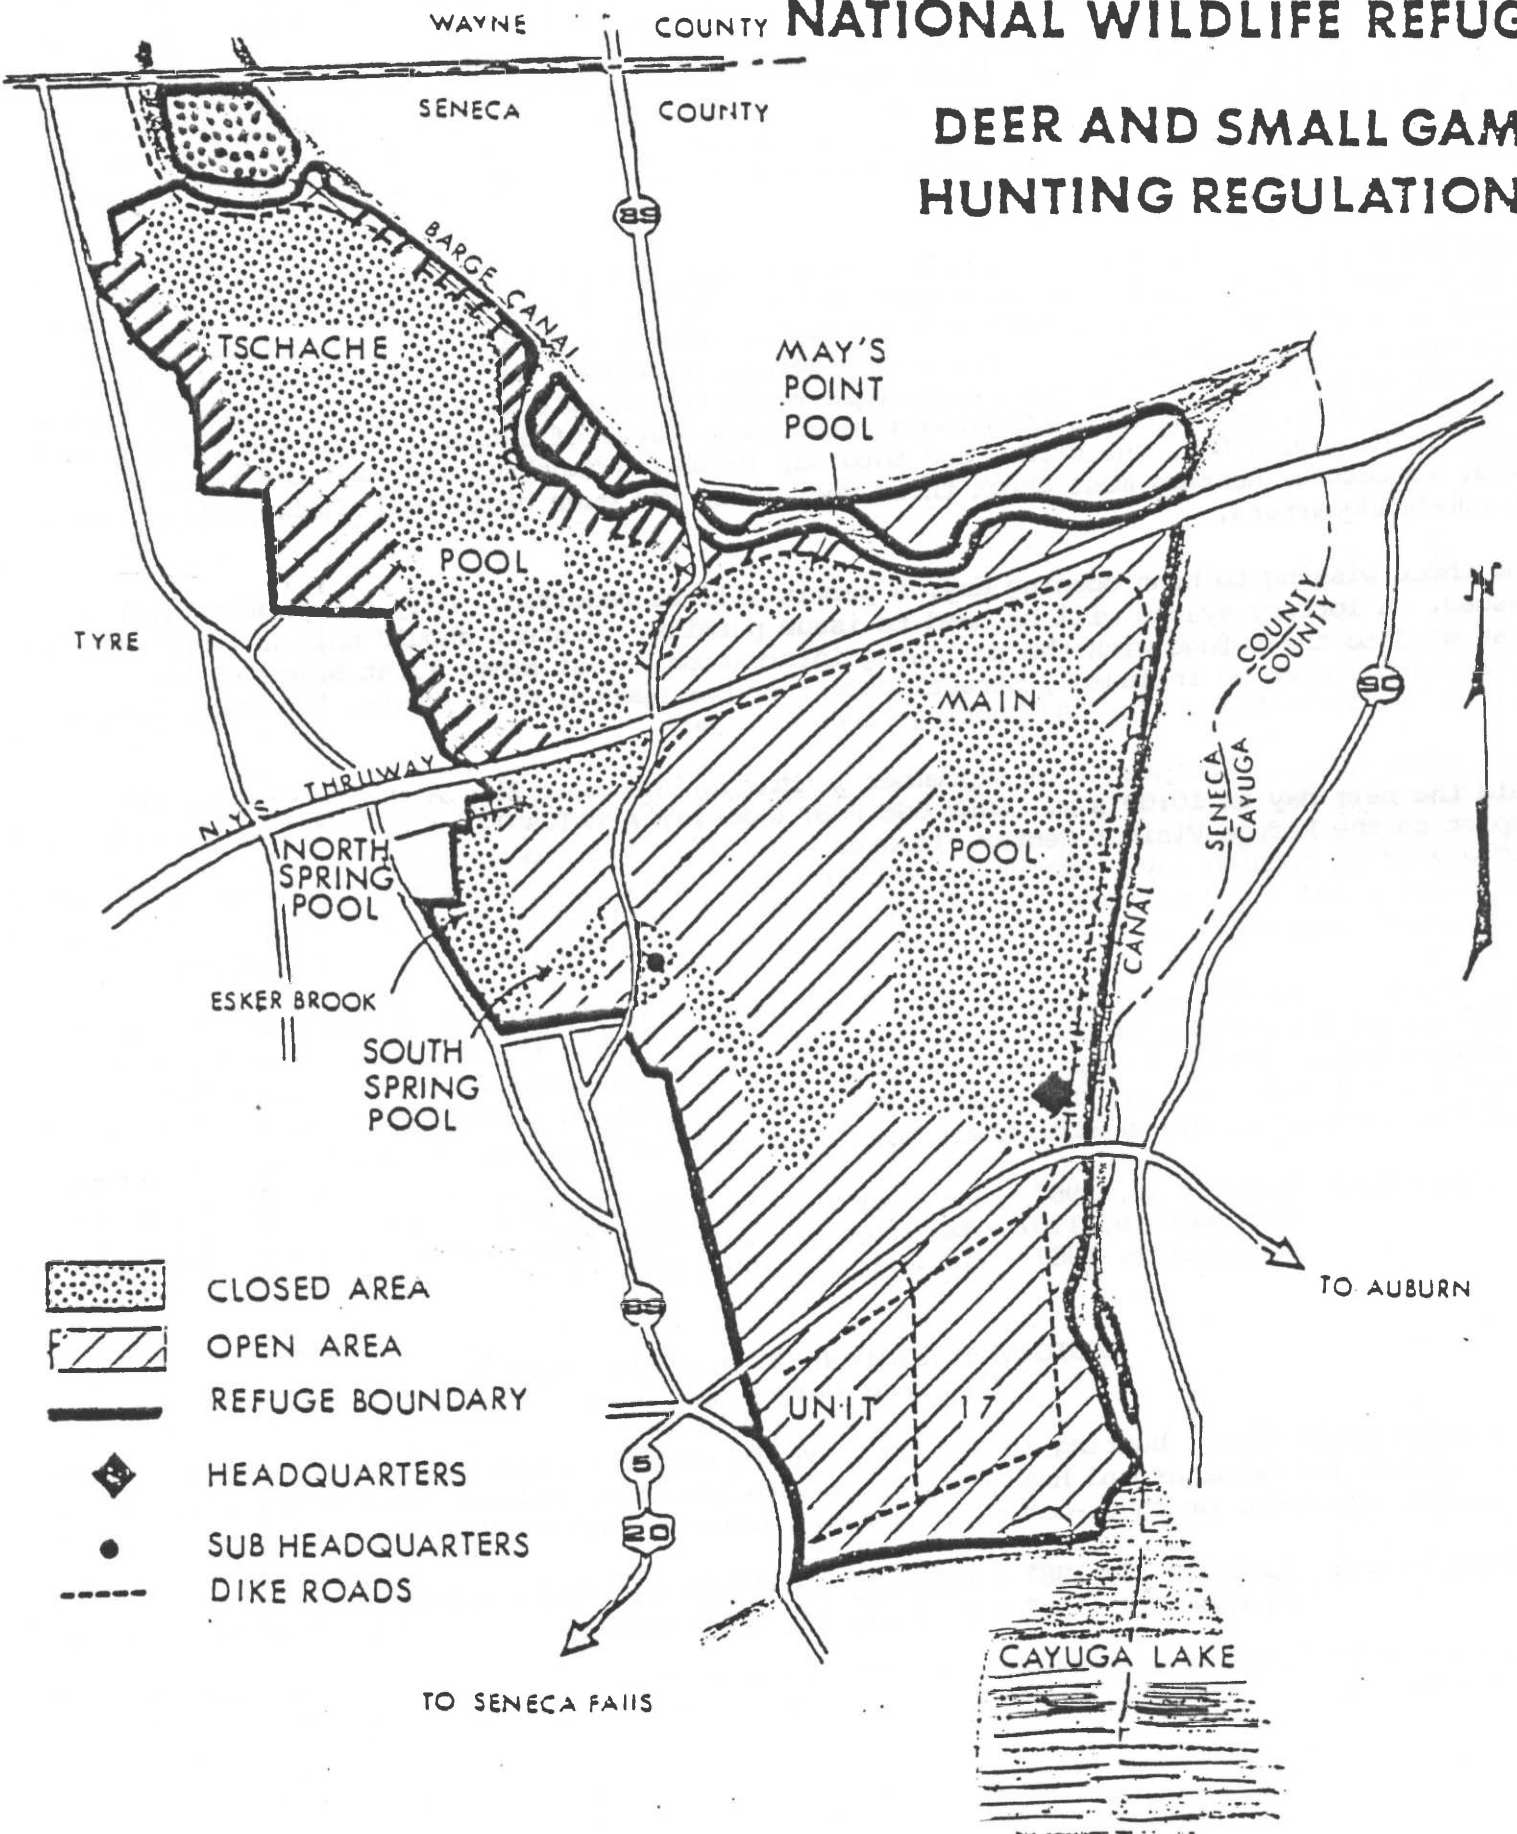 WAYNE COUNTY NATIONAL WILDLIFE REFUG
SENECA COUNTY
DEER AND SMALL GAM
HUNTING REGULATION
89
BARGE CANAL
TSCHACHE
POOL
MAY'S
POINT
POOL
TYRE
COUNTY
COUNTY
SENECA
CAYUGA
90
N
MAIN
POOL
CANAL
N.Y.S. THRUWAY
NORTH
SPRING
POOL
ESKER BROOK
SOUTH
SPRING
POOL
CLOSED AREA
OPEN AREA
REFUGE BOUNDARY
HEADQUARTERS
SUB HEADQUARTERS
DIKE ROADS
89
5
20
UNIT 17
TO AUBURN
TO SENECA FALLS
CAYUGA LAKE